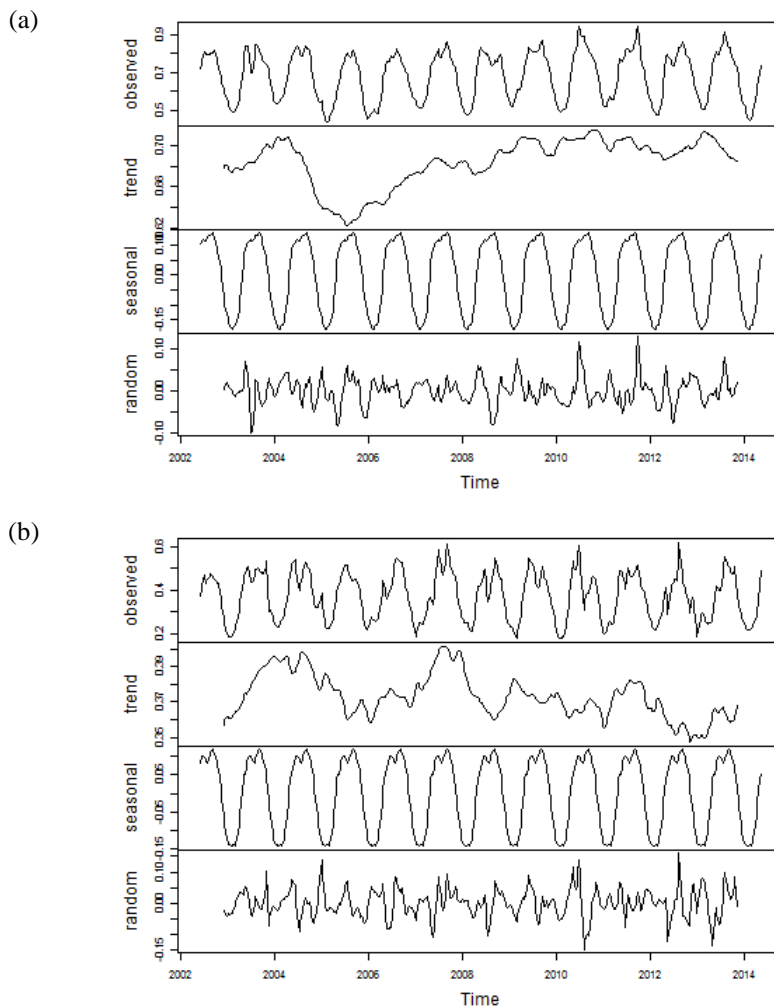 (a)
observed
0.5 0.7 0.9
trend
0.62 0.66 0.70
seasonal
-0.15 0.00 0.10
random
-0.10 0.00 0.10
2002 2004 2006 2008 2010 2012 2014
Time
(b)
observed
0.2 0.4 0.6
trend
0.35 0.37 0.39
seasonal
-0.15 -0.05 0.05
random
-0.15 0.00 0.10
2002 2004 2006 2008 2010 2012 2014
Time